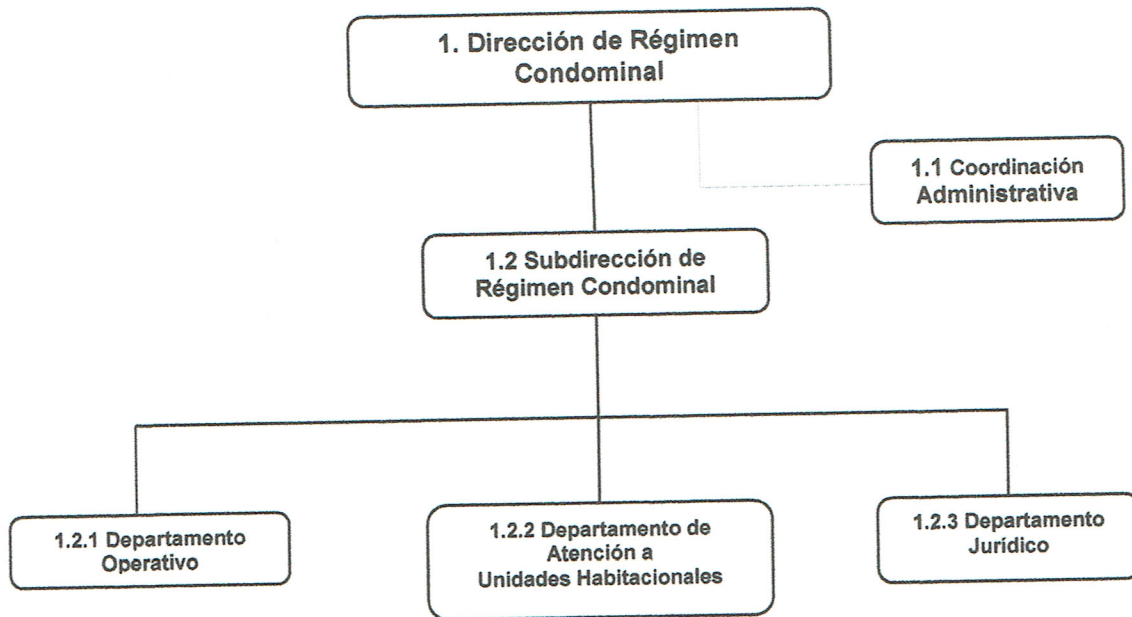 1. Dirección de Régimen
Condominal
1.1 Coordinación
Administrativa
1.2 Subdirección de
Régimen Condominal
1.2.1 Departamento
Operativo
1.2.2 Departamento de
Atención a
Unidades Habitacionales
1.2.3 Departamento
Jurídico